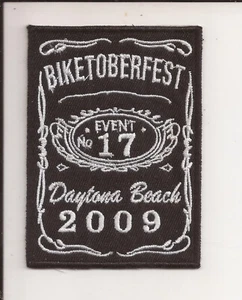 BIKETOBERFEST
EVENT
No 17
Daytona Beach
2009